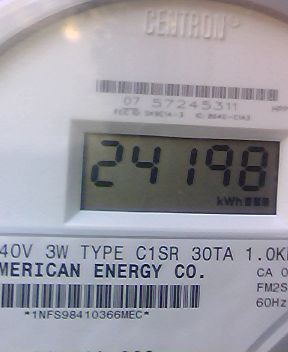 CENTRON®
07 57245311
24198
kWh
40V 3W TYPE C1SR 30TA 1.0K
MERICAN ENERGY CO.
CA 0
FM2S
60Hz
*1NFS98410366MEC*